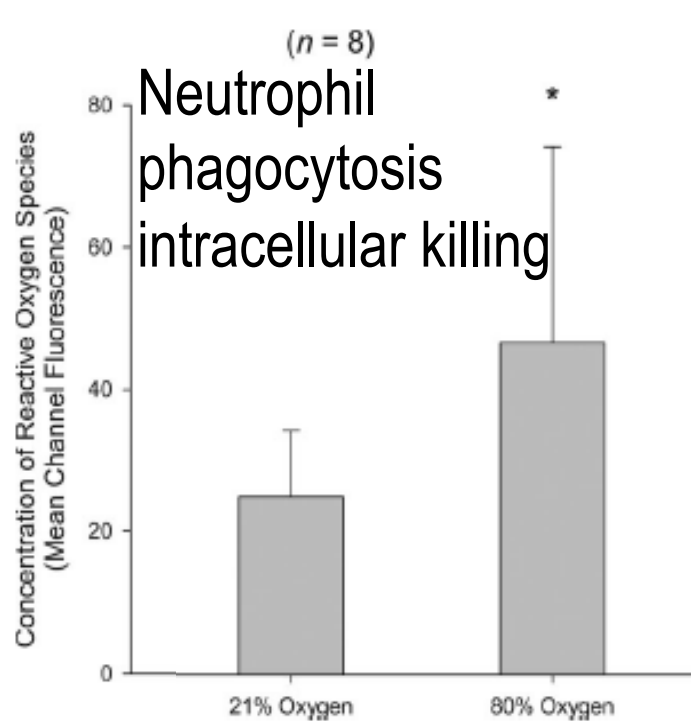 (n = 8)
Neutrophil
phagocytosis
intracellular killing
*
Concentration of Reactive Oxygen Species
(Mean Channel Fluorescence)
80
60
40
20
0
21% Oxygen
80% Oxygen